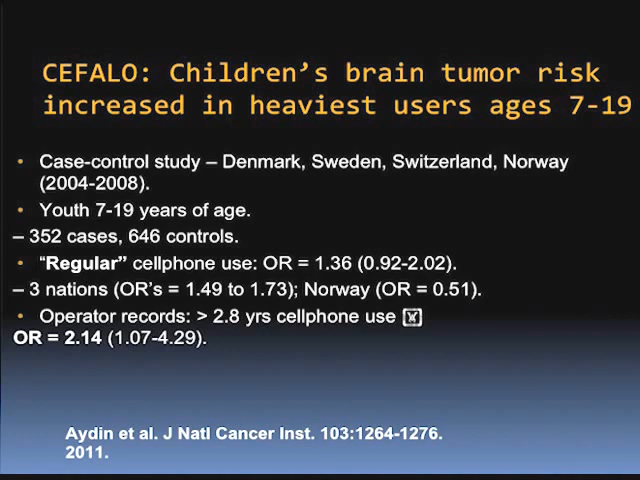 CEFALO: Children's brain tumor risk
increased in heaviest users ages 7-19
• Case-control study – Denmark, Sweden, Switzerland, Norway
(2004-2008).
• Youth 7-19 years of age.
– 352 cases, 646 controls.
• “Regular” cellphone use: OR = 1.36 (0.92-2.02).
– 3 nations (OR's = 1.49 to 1.73); Norway (OR = 0.51).
• Operator records: > 2.8 yrs cellphone use
OR = 2.14 (1.07-4.29).
Aydin et al. J Natl Cancer Inst. 103:1264-1276.
2011.